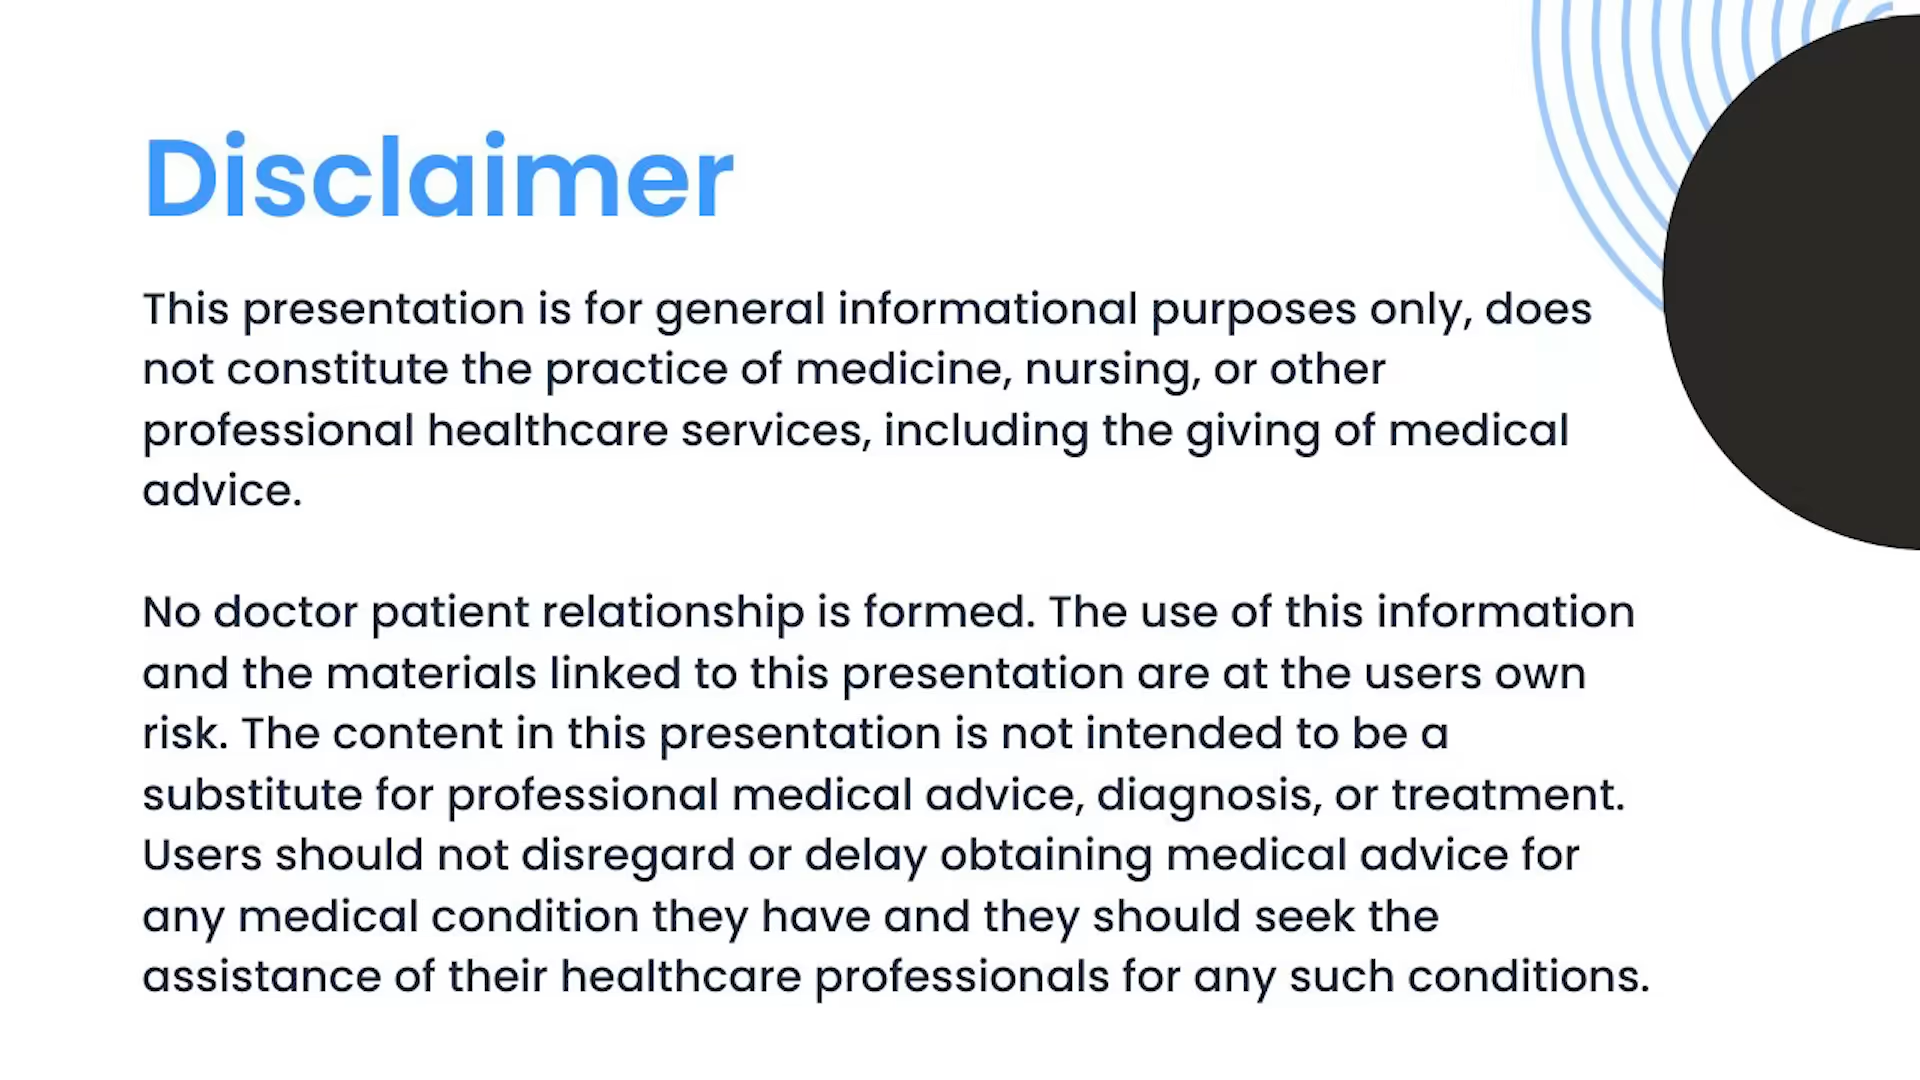 Disclaimer
This presentation is for general informational purposes only, does
not constitute the practice of medicine, nursing, or other
professional healthcare services, including the giving of medical
advice.
No doctor patient relationship is formed. The use of this information
and the materials linked to this presentation are at the users own
risk. The content in this presentation is not intended to be a
substitute for professional medical advice, diagnosis, or treatment.
Users should not disregard or delay obtaining medical advice for
any medical condition they have and they should seek the
assistance of their healthcare professionals for any such conditions.